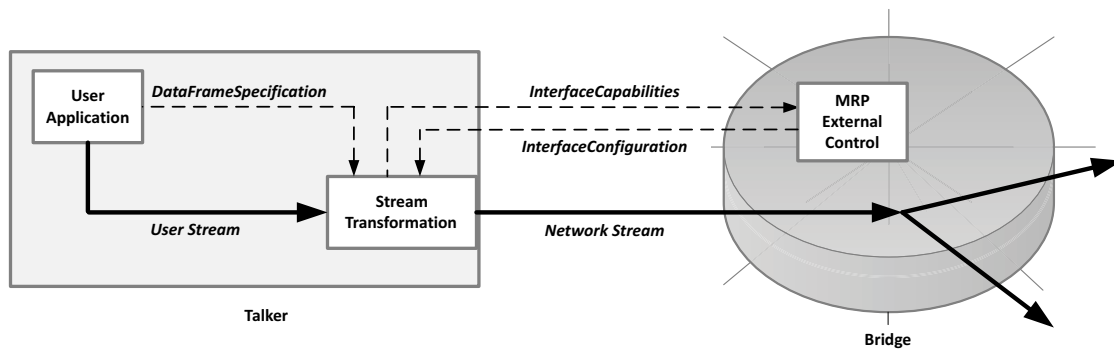 User
Application
DataFrameSpecification
InterfaceCapabilities
MRP
External
Control
InterfaceConfiguration
Stream
Transformation
User Stream
Network Stream
Talker
Bridge